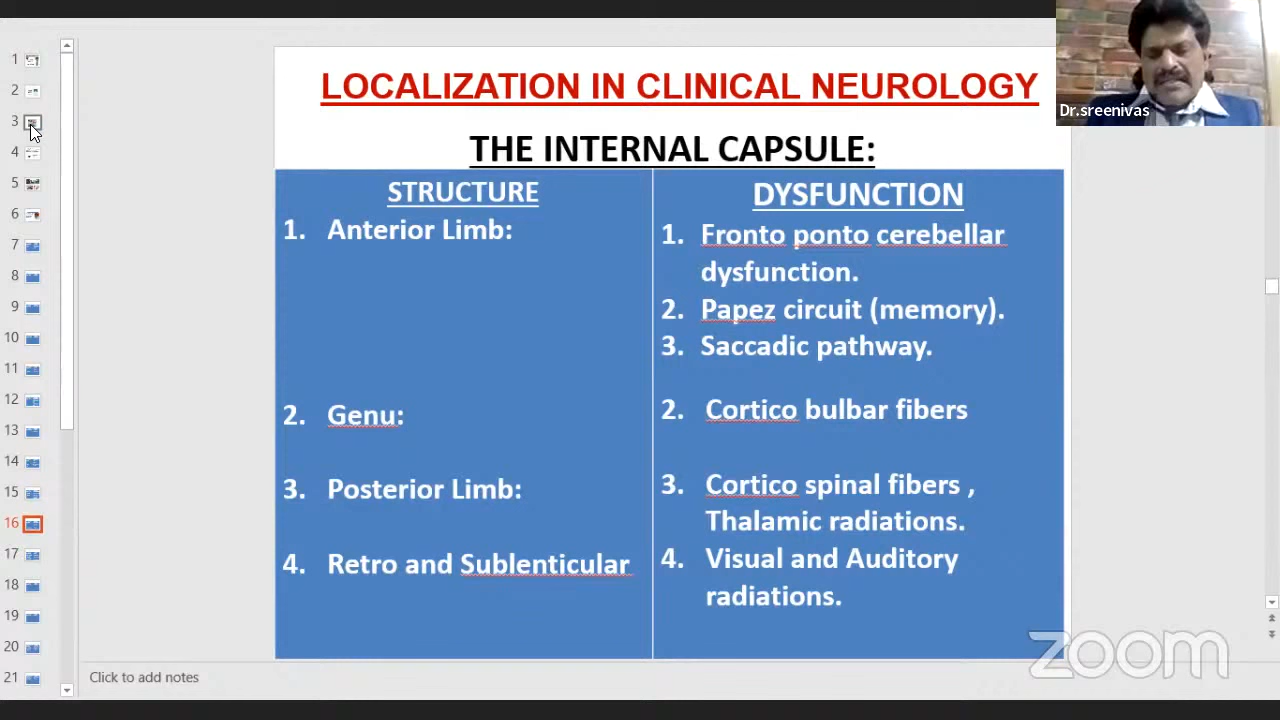 Dr.sreenivas
LOCALIZATION IN CLINICAL NEUROLOGY
THE INTERNAL CAPSULE:
STRUCTURE
1. Anterior Limb:
2. Genu:
3. Posterior Limb:
4. Retro and Sublenticular
DYSFUNCTION
1. Fronto ponto cerebellar
dysfunction.
2. Papez circuit (memory).
3. Saccadic pathway.
2. Cortico bulbar fibers
3. Cortico spinal fibers ,
Thalamic radiations.
4. Visual and Auditory
radiations.
1
2
3
4
5
6
7
8
9
10
11
12
13
14
15
16
17
18
19
20
21
Click to add notes
zoom